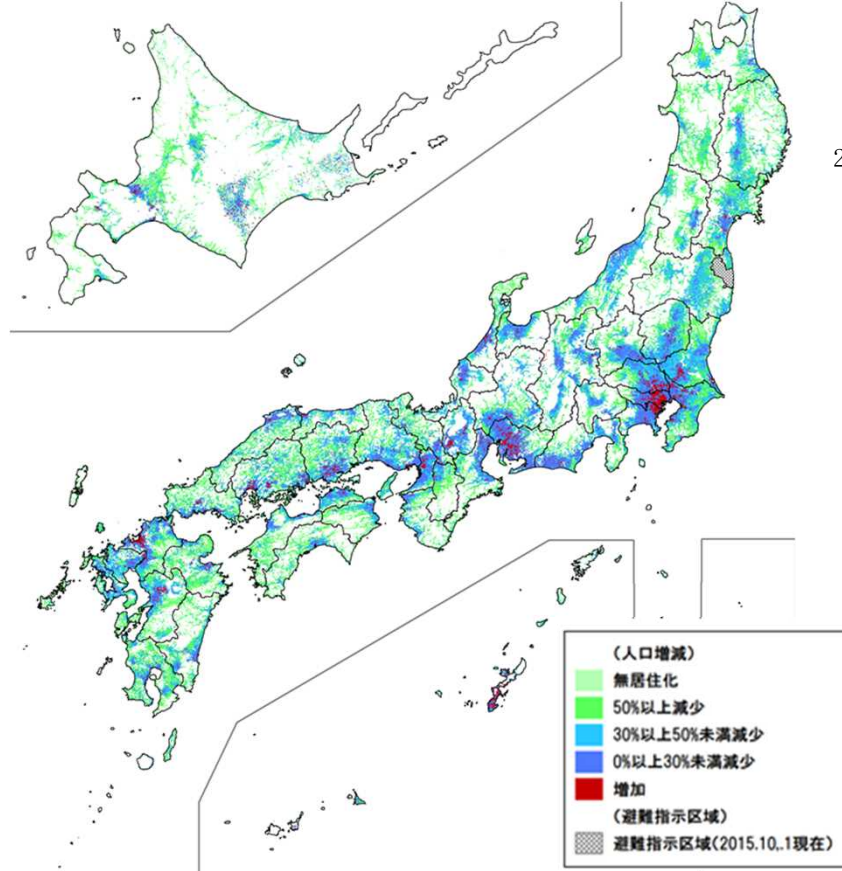 2
(人口増減)
無居住化
50%以上減少
30%以上50%未満減少
0%以上30%未満減少
増加
(避難指示区域)
避難指示区域(2015.10,.1現在)